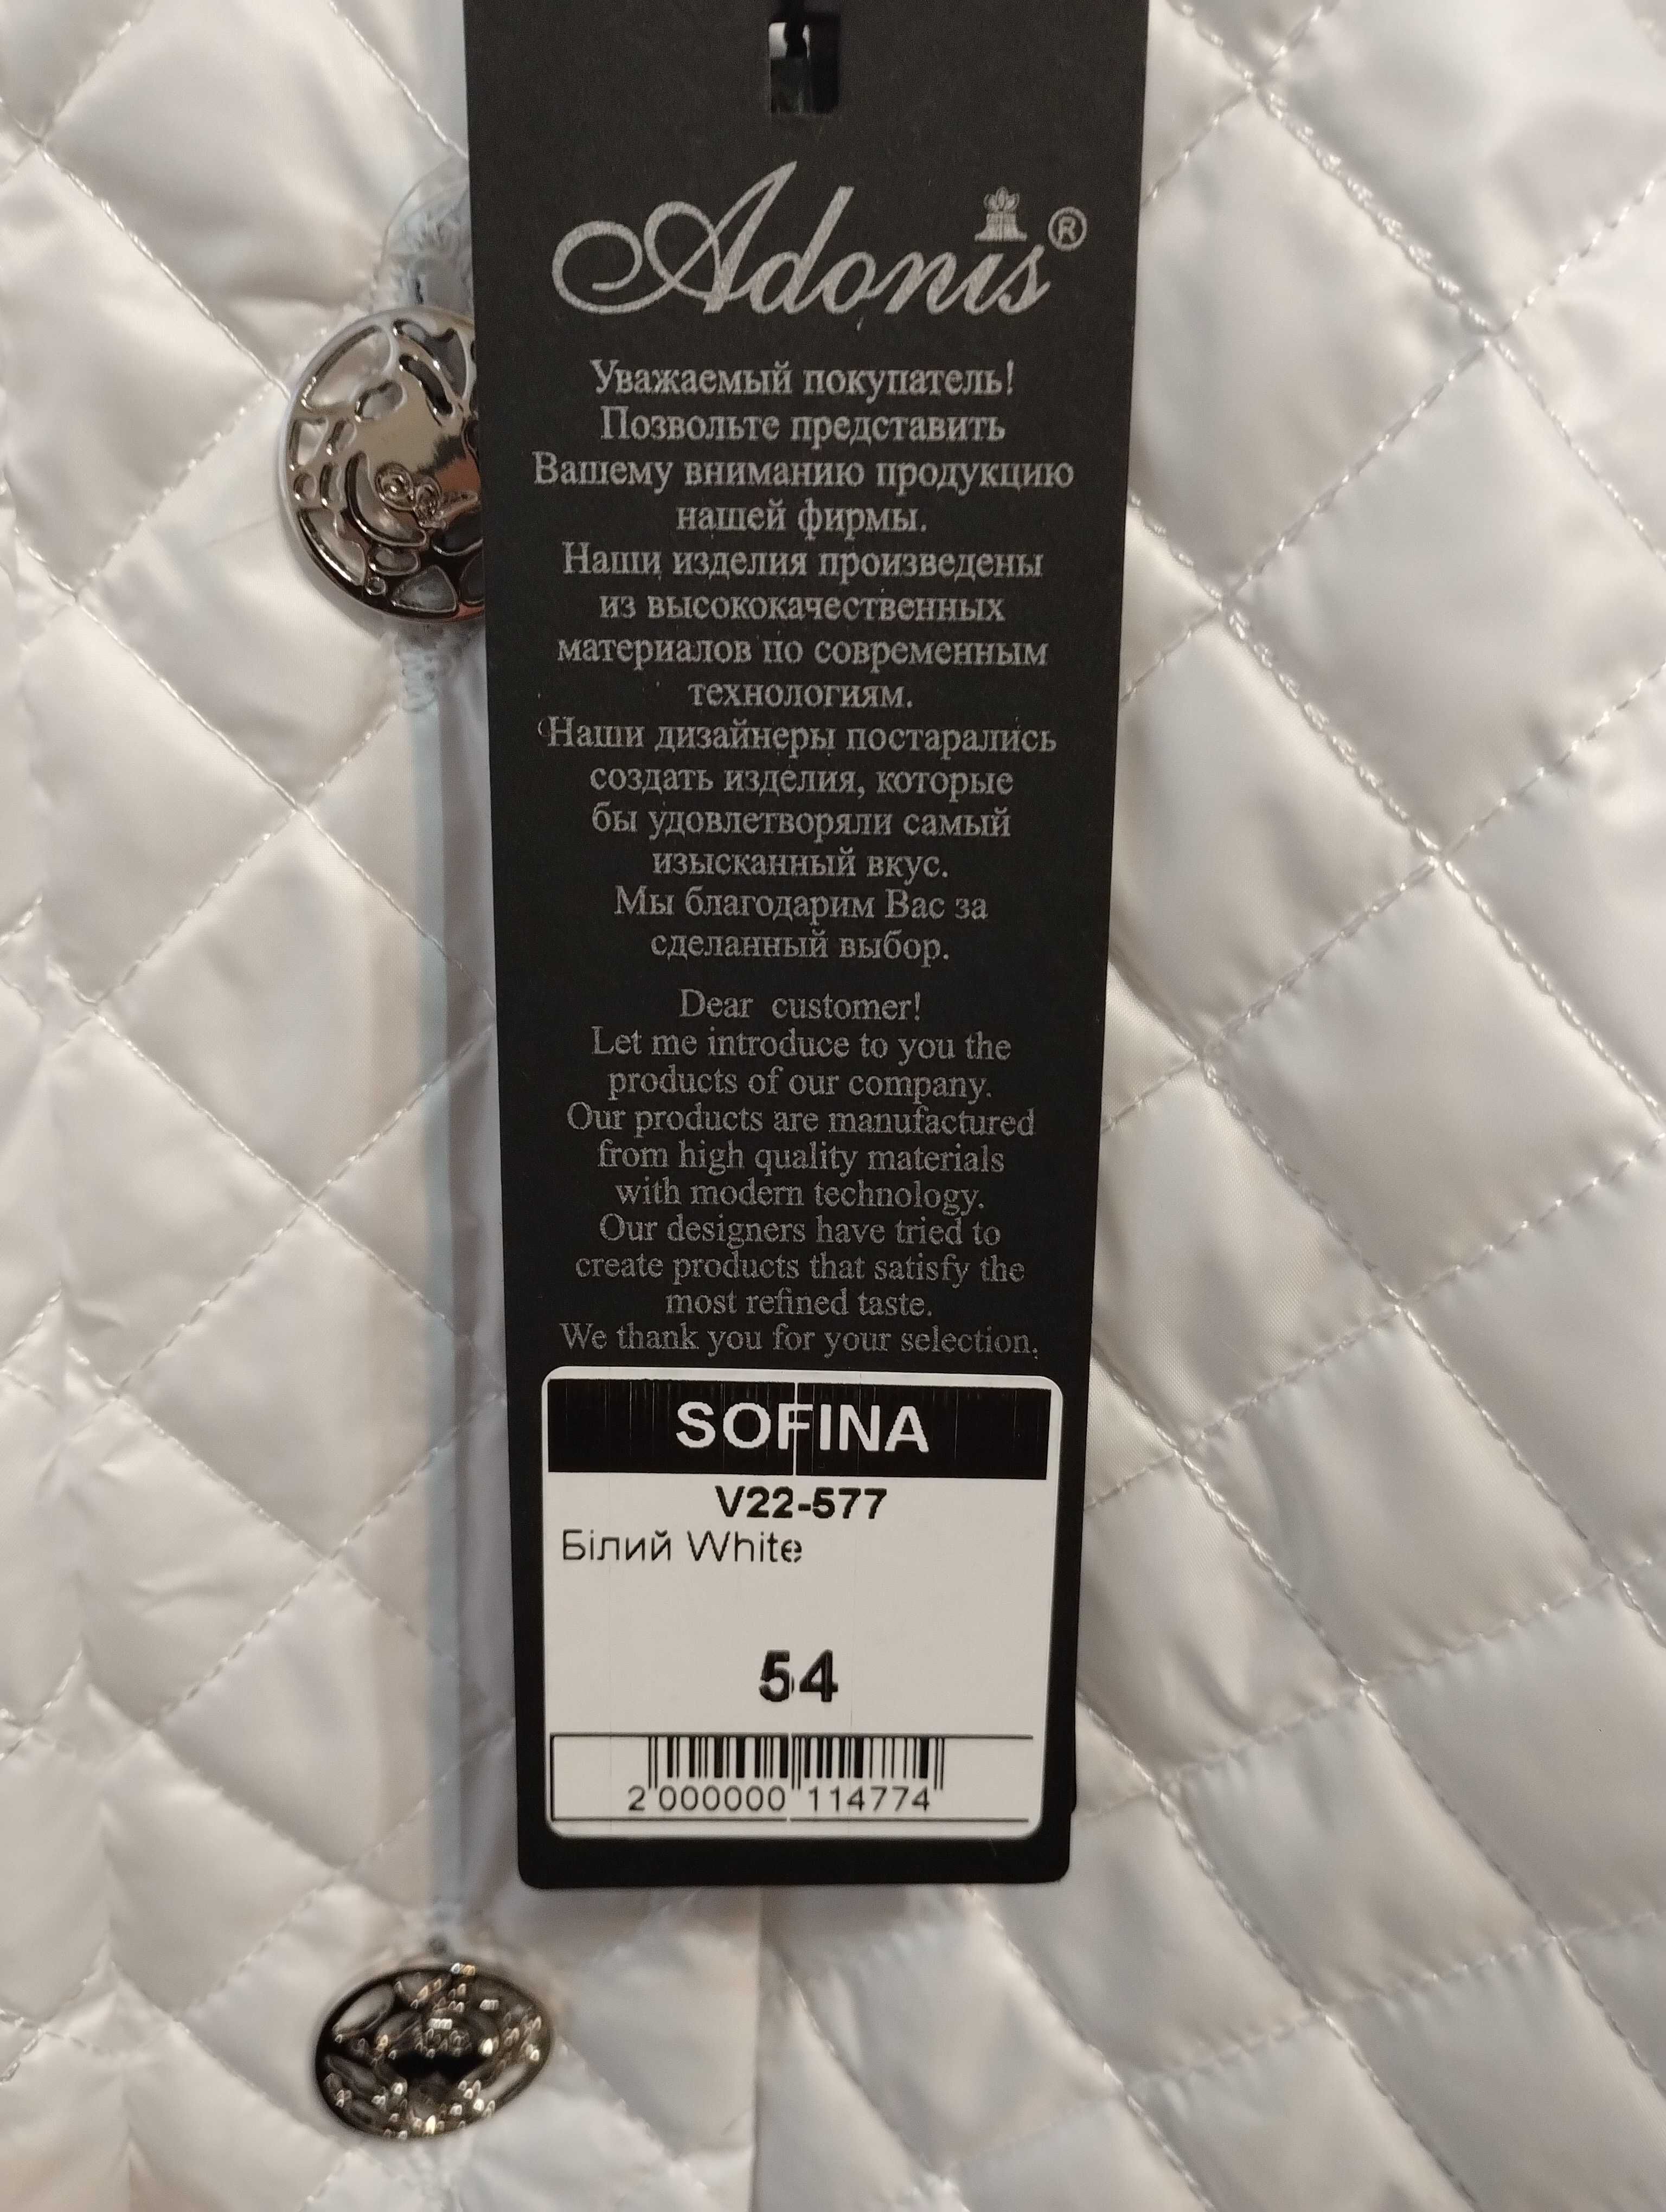 Adonis®
Уважаемый покупатель!
Позвольте представить
Вашему вниманию продукцию
нашей фирмы.
Наши изделия произведены
из высококачественных
материалов по современным
технологиям.
Наши дизайнеры постарались
создать изделия, которые
бы удовлетворяли самый
изысканный вкус.
Мы благодарим Вас за
сделанный выбор.
Dear customer!
Let me introduce to you the
products of our company.
Our products are manufactured
from high quality materials
with modern technology.
Our designers have tried to
create products that satisfy the
most refined taste.
We thank you for your selection.
SOFINA
V22-577
Білий White
54
2 000000 114774